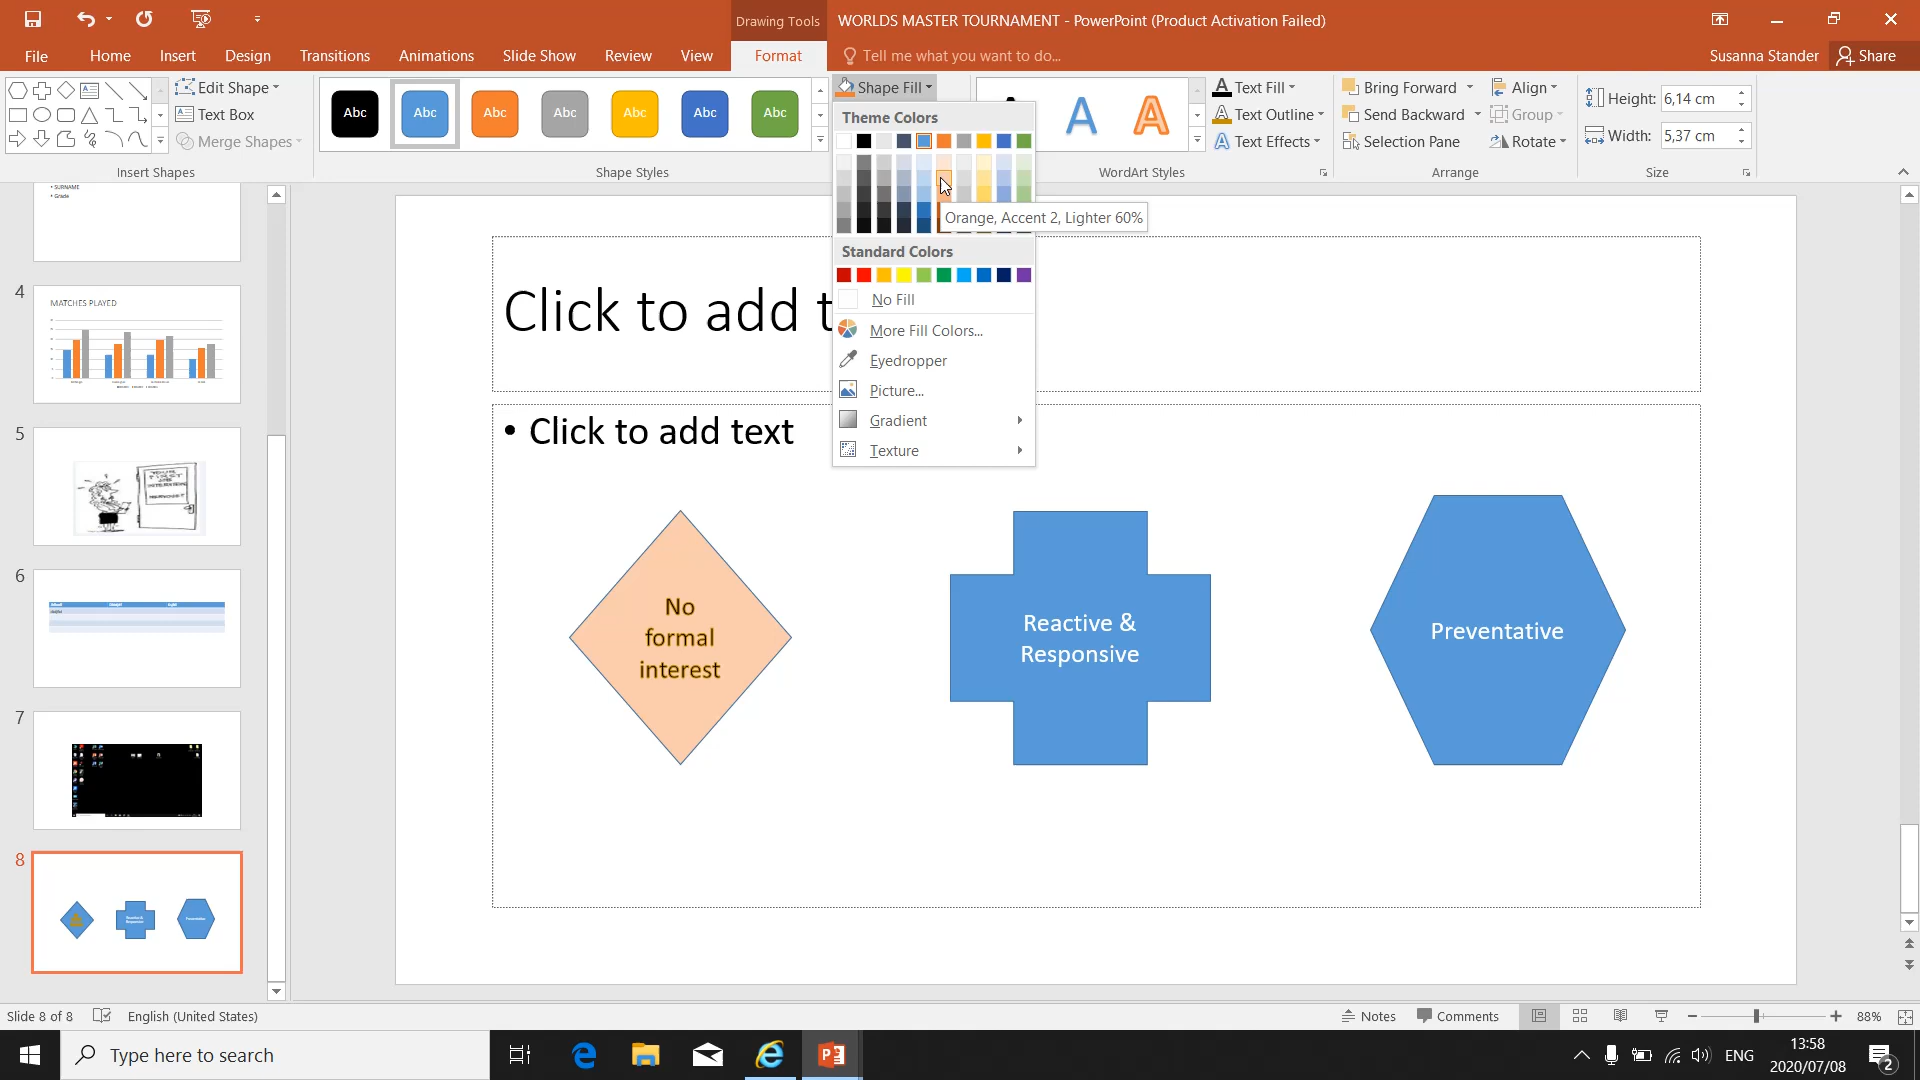 Drawing Tools
WORLDS MASTER TOURNAMENT - PowerPoint (Product Activation Failed)
File
Home
Insert
Design
Transitions
Animations
Slide Show
Review
View
Format
Tell me what you want to do...
Susanna Stander
Share
Edit Shape
Text Box
Merge Shapes
Insert Shapes
Abc
Abc
Abc
Abc
Abc
Abc
Abc
Shape Styles
Shape Fill
A
A
WordArt Styles
Text Fill
Text Outline
Text Effects
Bring Forward
Send Backward
Selection Pane
Align
Group
Rotate
Arrange
Height:
6,14 cm
Width:
5,37 cm
Size
Theme Colors
Orange, Accent 2, Lighter 60%
Standard Colors
No Fill
More Fill Colors...
Eyedropper
Picture...
Gradient
Texture
• SURNAME
• Grade
4
MATCHES PLAYED
5
6
7
8
Click to add t
• Click to add text
No
formal
interest
Reactive &
Responsive
Preventative
Slide 8 of 8
English (United States)
Notes
Comments
88%
Type here to search
ENG
13:58
2020/07/08
2